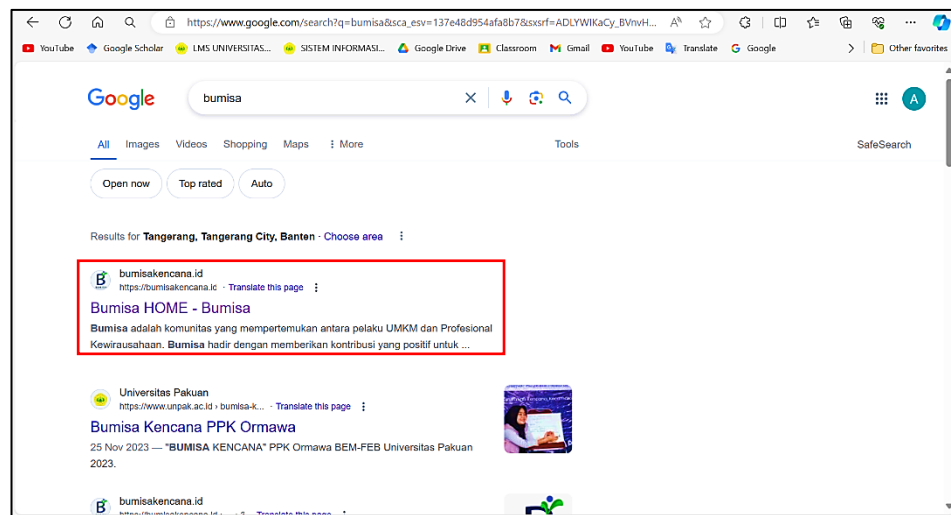 https://www.google.com/search?q=bumisa&sca_esv=137e48d954afa8b7&sxsrf=ADLYWIKaCy_BVnvH...
YouTube Google Scholar LMS UNIVERSITAS... SISTEM INFORMASI... Google Drive Classroom Gmail YouTube Translate Google Other favorites
Google bumisa A
All Images Videos Shopping Maps More Tools SafeSearch
Open now Top rated Auto
Results for Tangerang, Tangerang City, Banten · Choose area
bumisakencana.id
https://bumisakencana.id · Translate this page
Bumisa HOME - Bumisa
Bumisa adalah komunitas yang mempertemukan antara pelaku UMKM dan Profesional
Kewirausahaan. Bumisa hadir dengan memberikan kontribusi yang positif untuk ...
Universitas Pakuan
https://www.unpak.ac.id › bumisa-k... · Translate this page
Bumisa Kencana PPK Ormawa
25 Nov 2023 — "BUMISA KENCANA" PPK Ormawa BEM-FEB Universitas Pakuan
2023.
bumisakencana.id